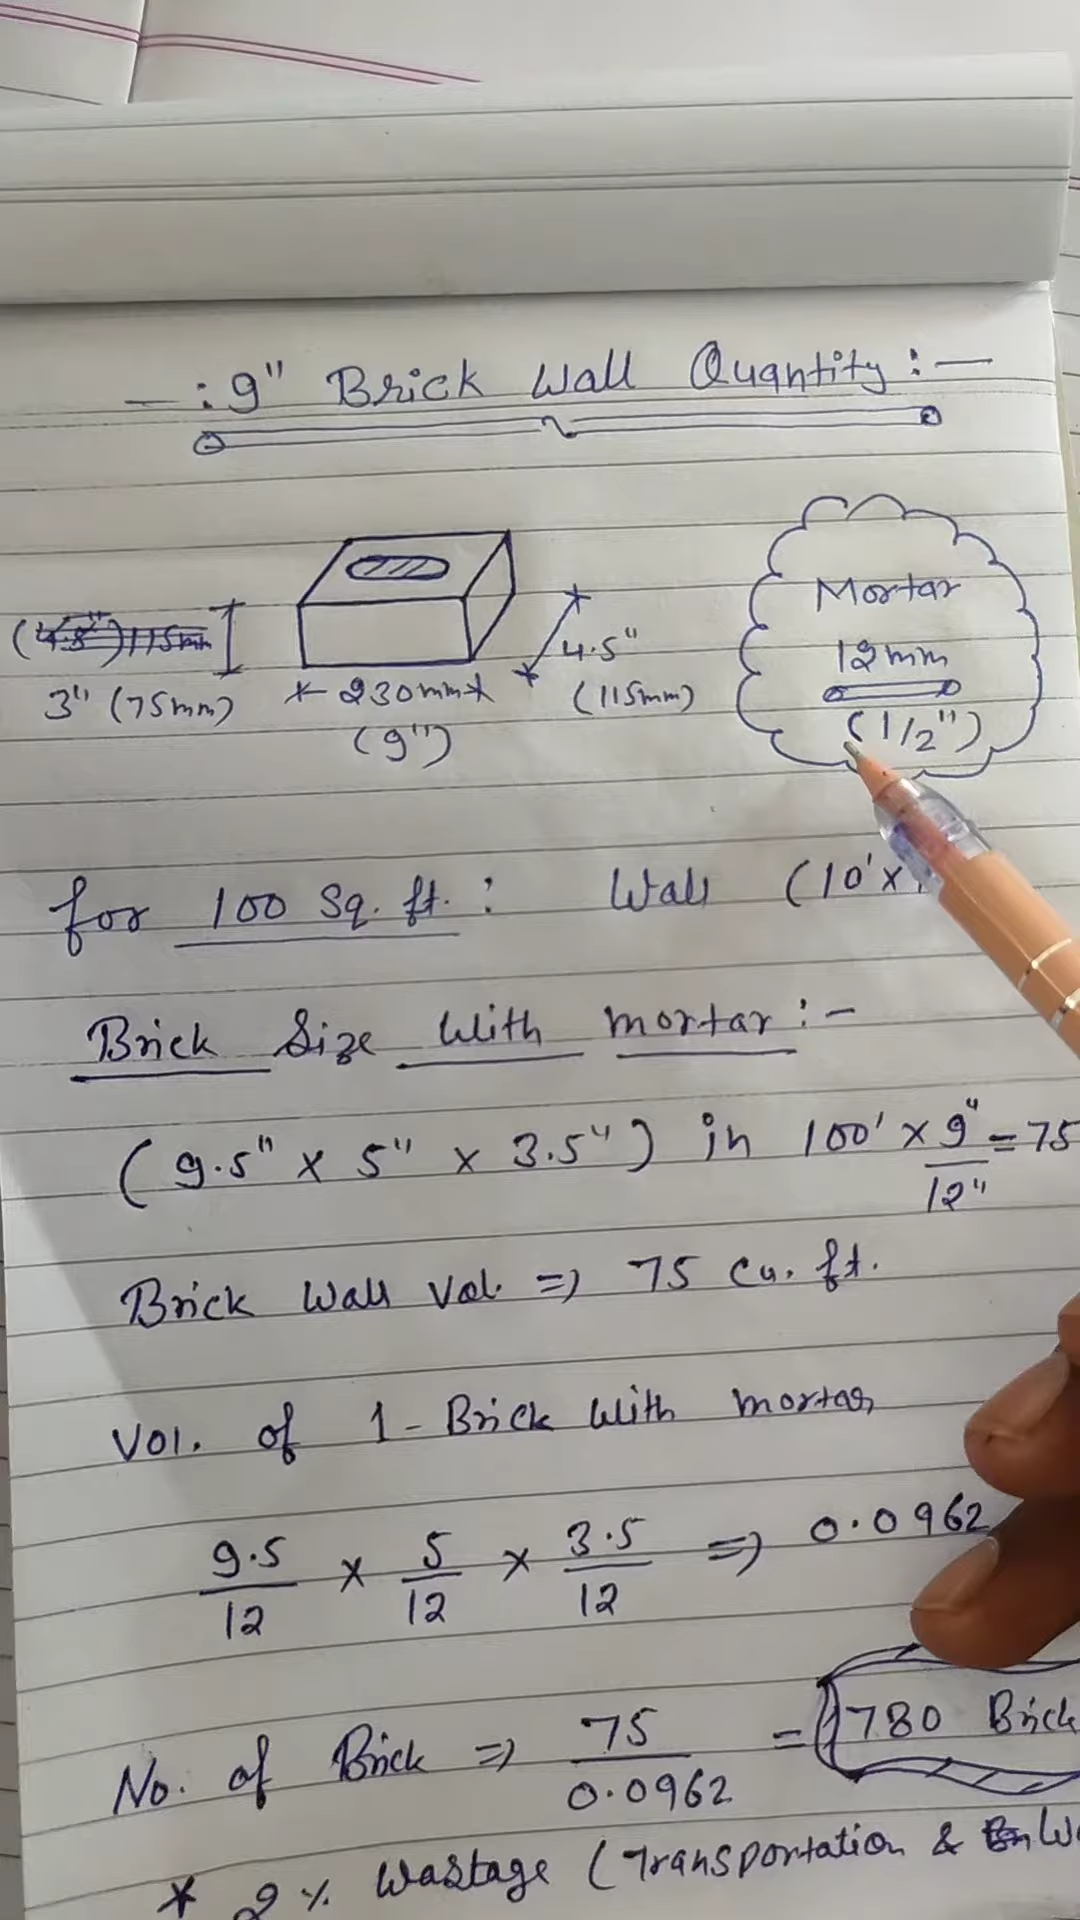 —: 9" Brick Wall Quantity :—
Mortar
12mm
(1/2")
(4.5") 115mm
3" (75mm)
230mm
(9")
4.5"
(115mm)
for 100 Sq. ft. : Wall (10'x
Brick Size With mortar :-
(9.5" x 5" x 3.5") in 100' x 9"/12" = 75
Brick Wall Vol. => 75 Cu. ft.
Vol. of 1-Brick With mortar
9.5/12 x 5/12 x 3.5/12 => 0.0962
No. of Brick => 75/0.0962 = 780 Brick
* 2% Wastage (Transportation &